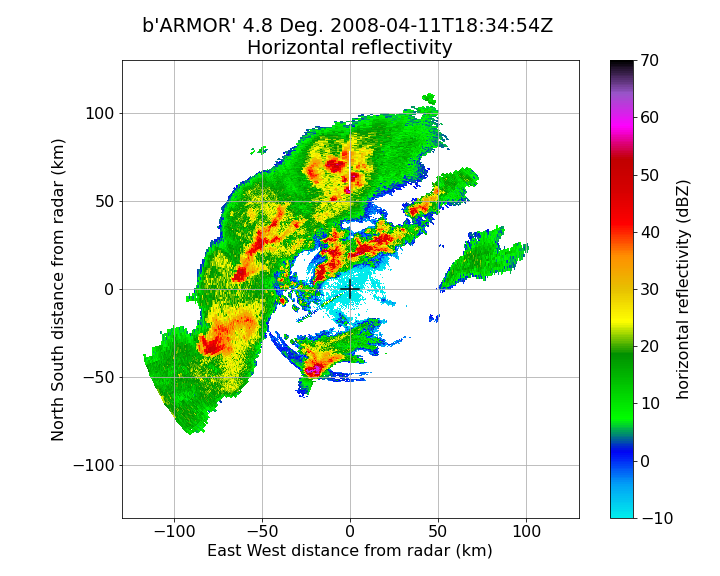 b'ARMOR' 4.8 Deg. 2008-04-11T18:34:54Z
Horizontal reflectivity
North South distance from radar (km)
100
50
0
−50
−100
−100 −50 0 50 100
East West distance from radar (km)
70
60
50
40
30
20
10
0
−10
horizontal reflectivity (dBZ)